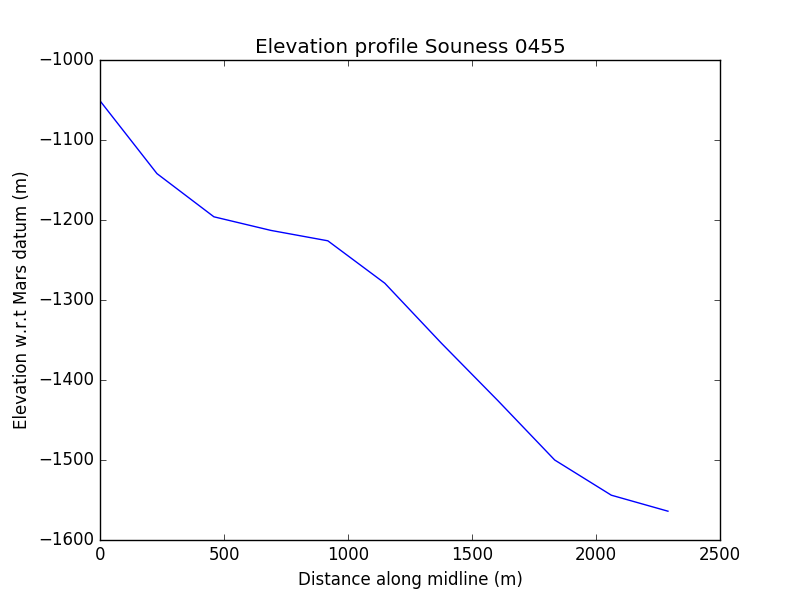 Elevation profile Souness 0455
−1000
−1100
−1200
−1300
−1400
−1500
−1600
Elevation w.r.t Mars datum (m)
0 500 1000 1500 2000 2500
Distance along midline (m)